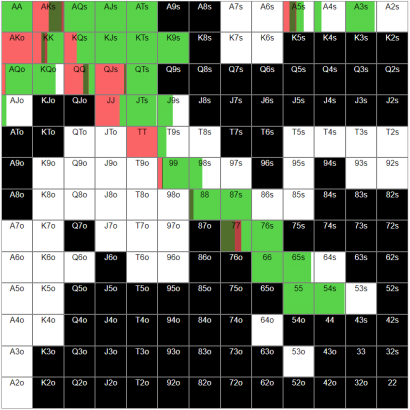 AA AKs AQs AJs ATs A9s A8s A7s A6s A5s A4s A3s A2s
AKo KK KQs KJs KTs K9s K8s K7s K6s K5s K4s K3s K2s
AQo KQo QQ QJs QTs Q9s Q8s Q7s Q6s Q5s Q4s Q3s Q2s
AJo KJo QJo JJ JTs J9s J8s J7s J6s J5s J4s J3s J2s
ATo KTo QTo JTo TT T9s T8s T7s T6s T5s T4s T3s T2s
A9o K9o Q9o J9o T9o 99 98s 97s 96s 95s 94s 93s 92s
A8o K8o Q8o J8o T8o 98o 88 87s 86s 85s 84s 83s 82s
A7o K7o Q7o J7o T7o 97o 87o 77 76s 75s 74s 73s 72s
A6o K6o Q6o J6o T6o 96o 86o 76o 66 65s 64s 63s 62s
A5o K5o Q5o J5o T5o 95o 85o 75o 65o 55 54s 53s 52s
A4o K4o Q4o J4o T4o 94o 84o 74o 64o 54o 44 43s 42s
A3o K3o Q3o J3o T3o 93o 83o 73o 63o 53o 43o 33 32s
A2o K2o Q2o J2o T2o 92o 82o 72o 62o 52o 42o 32o 22